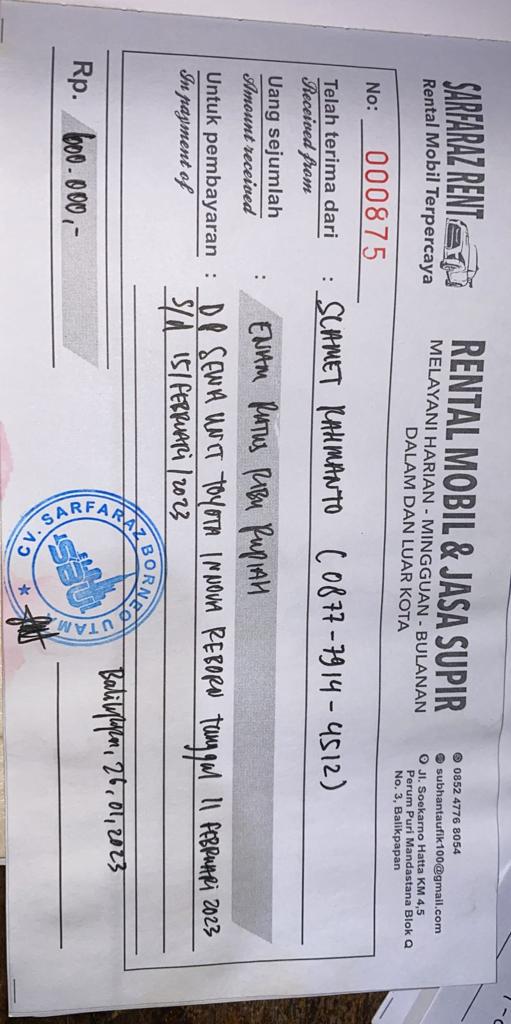 SARFARAZ RENT
Rental Mobil Terpercaya
RENTAL MOBIL & JASA SUPIR
MELAYANI HARIAN - MINGGUAN - BULANAN
DALAM DAN LUAR KOTA
0852 4776 8054
subhantaufik100@gmail.com
Jl. Soekarno Hatta KM 4,5
Perum Puri Mandastana Blok Q
No. 3, Balikpapan
No: 000875
Telah terima dari : SLAMET RAHMANTO (0877-7914-4512)
Received from
Uang sejumlah : ENAM RATUS RIBU RUPIAH
Amount received
Untuk pembayaran : DP SEWA UNIT TOYOTA INNOVA REBORN tanggal 11 FEBRUARI 2023
In payment of
S/d 15/FEBRUARI/2023
Rp. 600.000,-
Balikpapan, 26, 01, 2023
CV. SARFARAZ BORNEO UTAMA
SBU